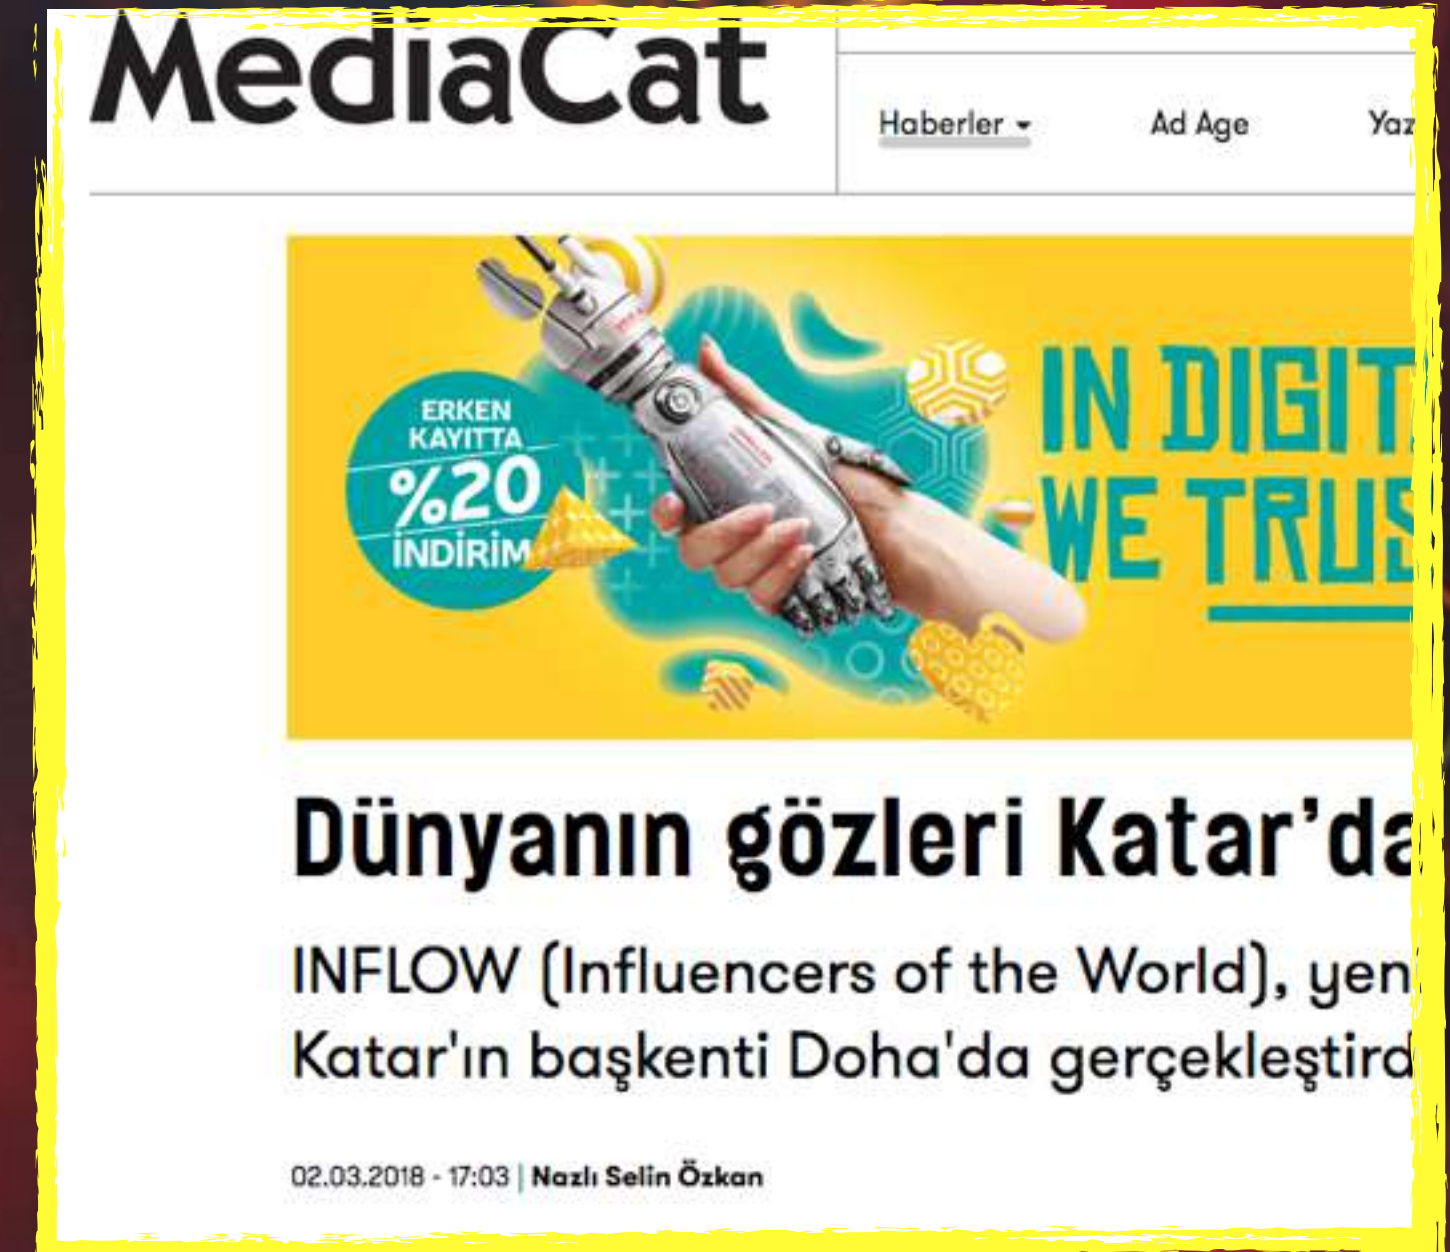 MediaCat
Haberler
Ad Age
Yaz
ERKEN
KAYITTA
%20
İNDİRİM
IN DIGIT
WE TRUS
Dünyanın gözleri Katar'da
INFLOW (Influencers of the World), yen
Katar'ın başkenti Doha'da gerçekleştird
02.03.2018 - 17:03 | Nazlı Selin Özkan